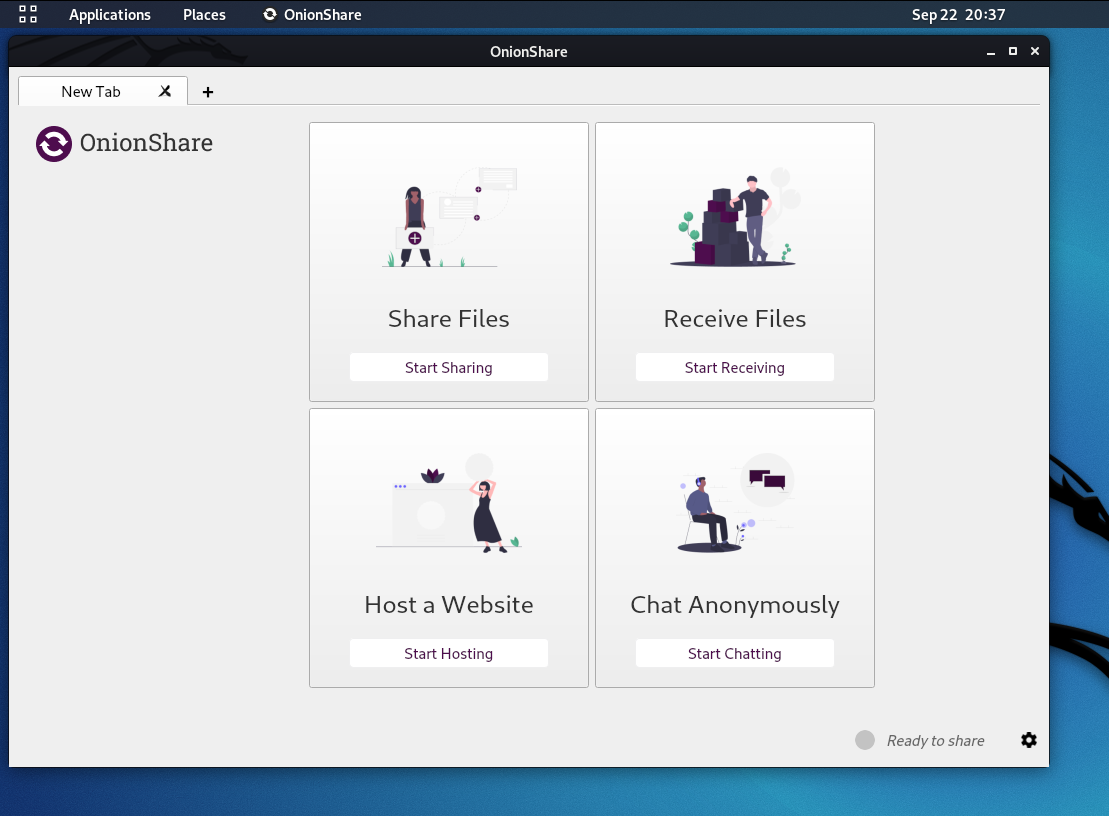 Applications Places OnionShare Sep 22 20:37
OnionShare
New Tab
OnionShare
Share Files
Start Sharing
Receive Files
Start Receiving
Host a Website
Start Hosting
Chat Anonymously
Start Chatting
Ready to share